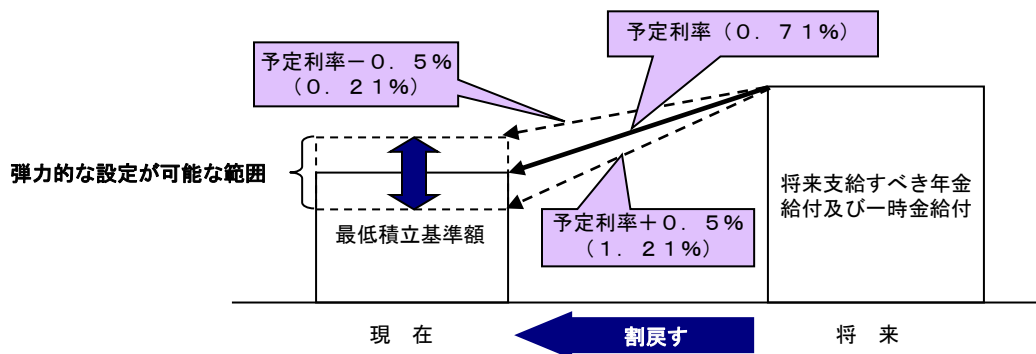 予定利率（０．７１％）
予定利率－０．５％
（０．２１％）
弾力的な設定が可能な範囲
将来支給すべき年金
給付及び一時金給付
最低積立基準額
予定利率＋０．５％
（１．２１％）
現　在
割戻す
将　来